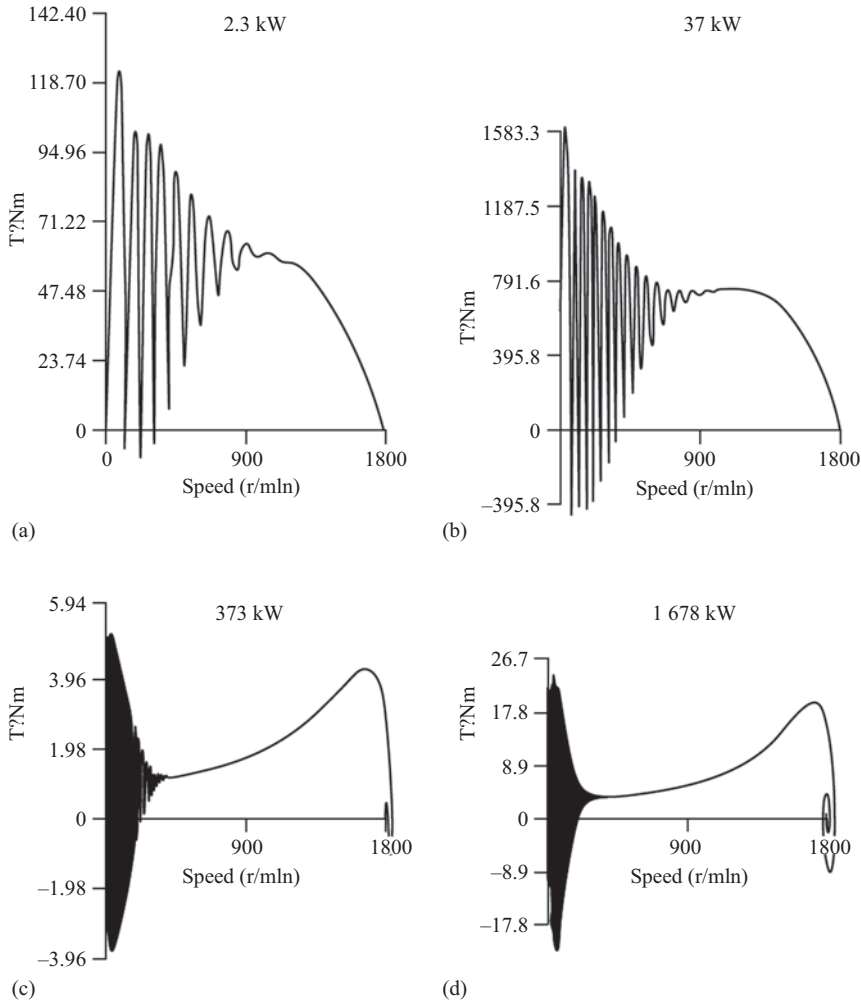 2.3 kW
142.40
118.70
94.96
71.22
47.48
23.74
0
T?Nm
0
900
1800
Speed (r/mln)
(a)
37 kW
1583.3
1187.5
791.6
395.8
0
−395.8
T?Nm
900
1800
Speed (r/mln)
(b)
373 kW
5.94
3.96
1.98
0
−1.98
−3.96
T?Nm
900
1800
Speed (r/mln)
(c)
1 678 kW
26.7
17.8
8.9
0
−8.9
−17.8
T?Nm
900
1800
Speed (r/mln)
(d)